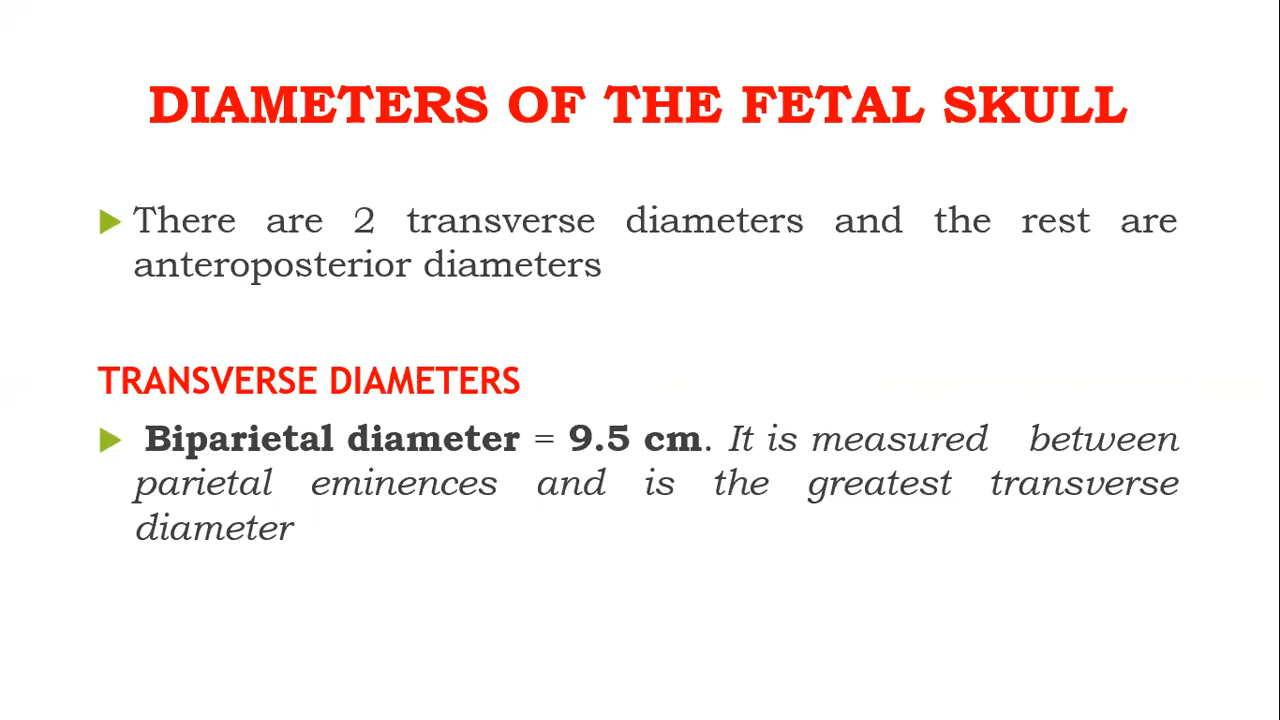 DIAMETERS OF THE FETAL SKULL
There are 2 transverse diameters and the rest are
anteroposterior diameters
TRANSVERSE DIAMETERS
Biparietal diameter = 9.5 cm. It is measured between
parietal eminences and is the greatest transverse
diameter